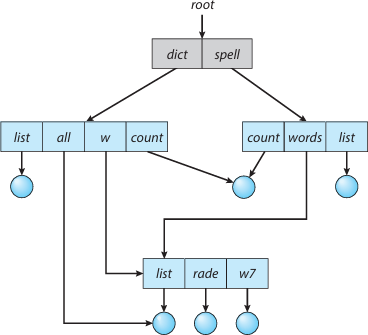 root
dict spell
list all w count count words list
list rade w7